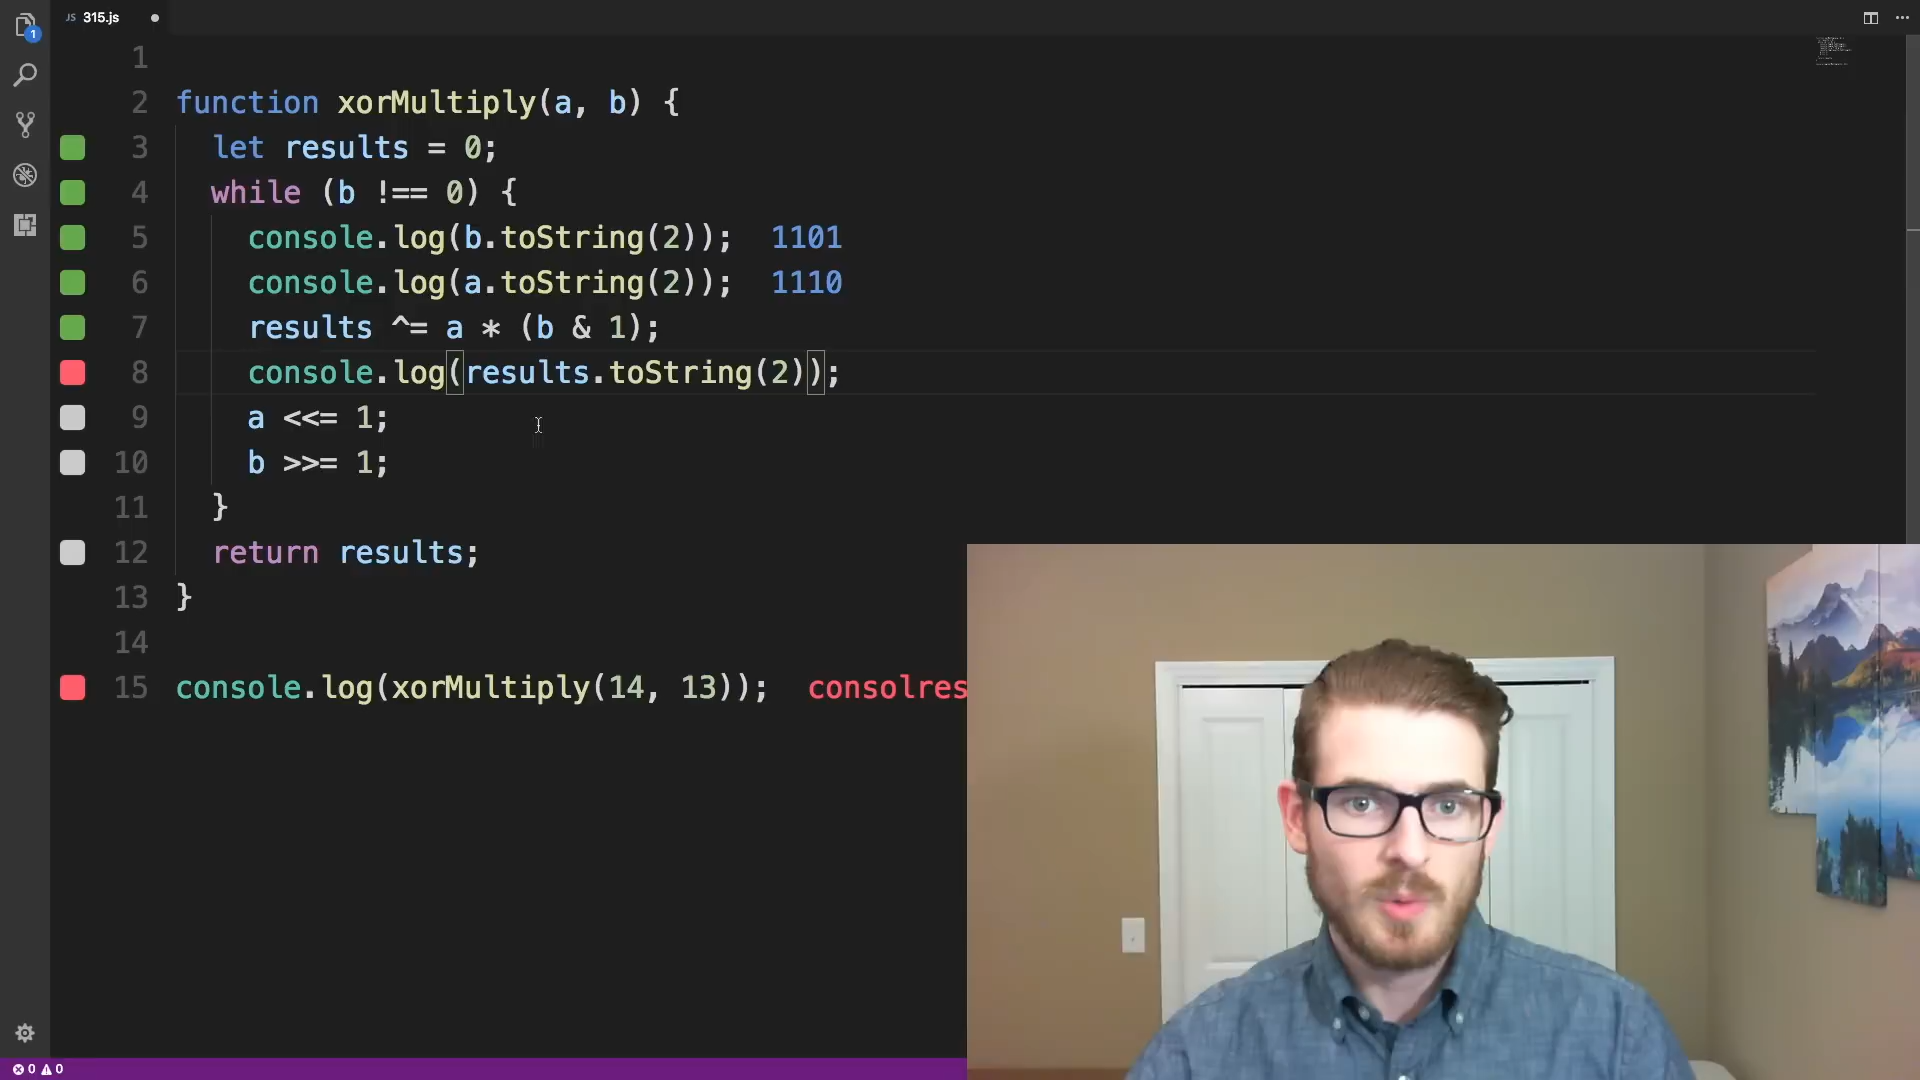 JS 315.js
1
1
2 function xorMultiply(a, b) {
3 let results = 0;
4 while (b !== 0) {
5 console.log(b.toString(2)); 1101
6 console.log(a.toString(2)); 1110
7 results ^= a * (b & 1);
8 console.log(results.toString(2));
9 a <<= 1;
10 b >>= 1;
11 }
12 return results;
13 }
14
15 console.log(xorMultiply(14, 13)); consolres
0 0